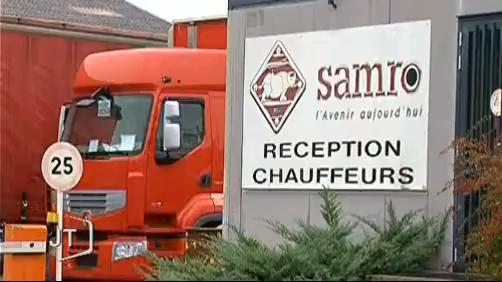 samro
l'Avenir aujourd'hui
RECEPTION
CHAUFFEURS
25